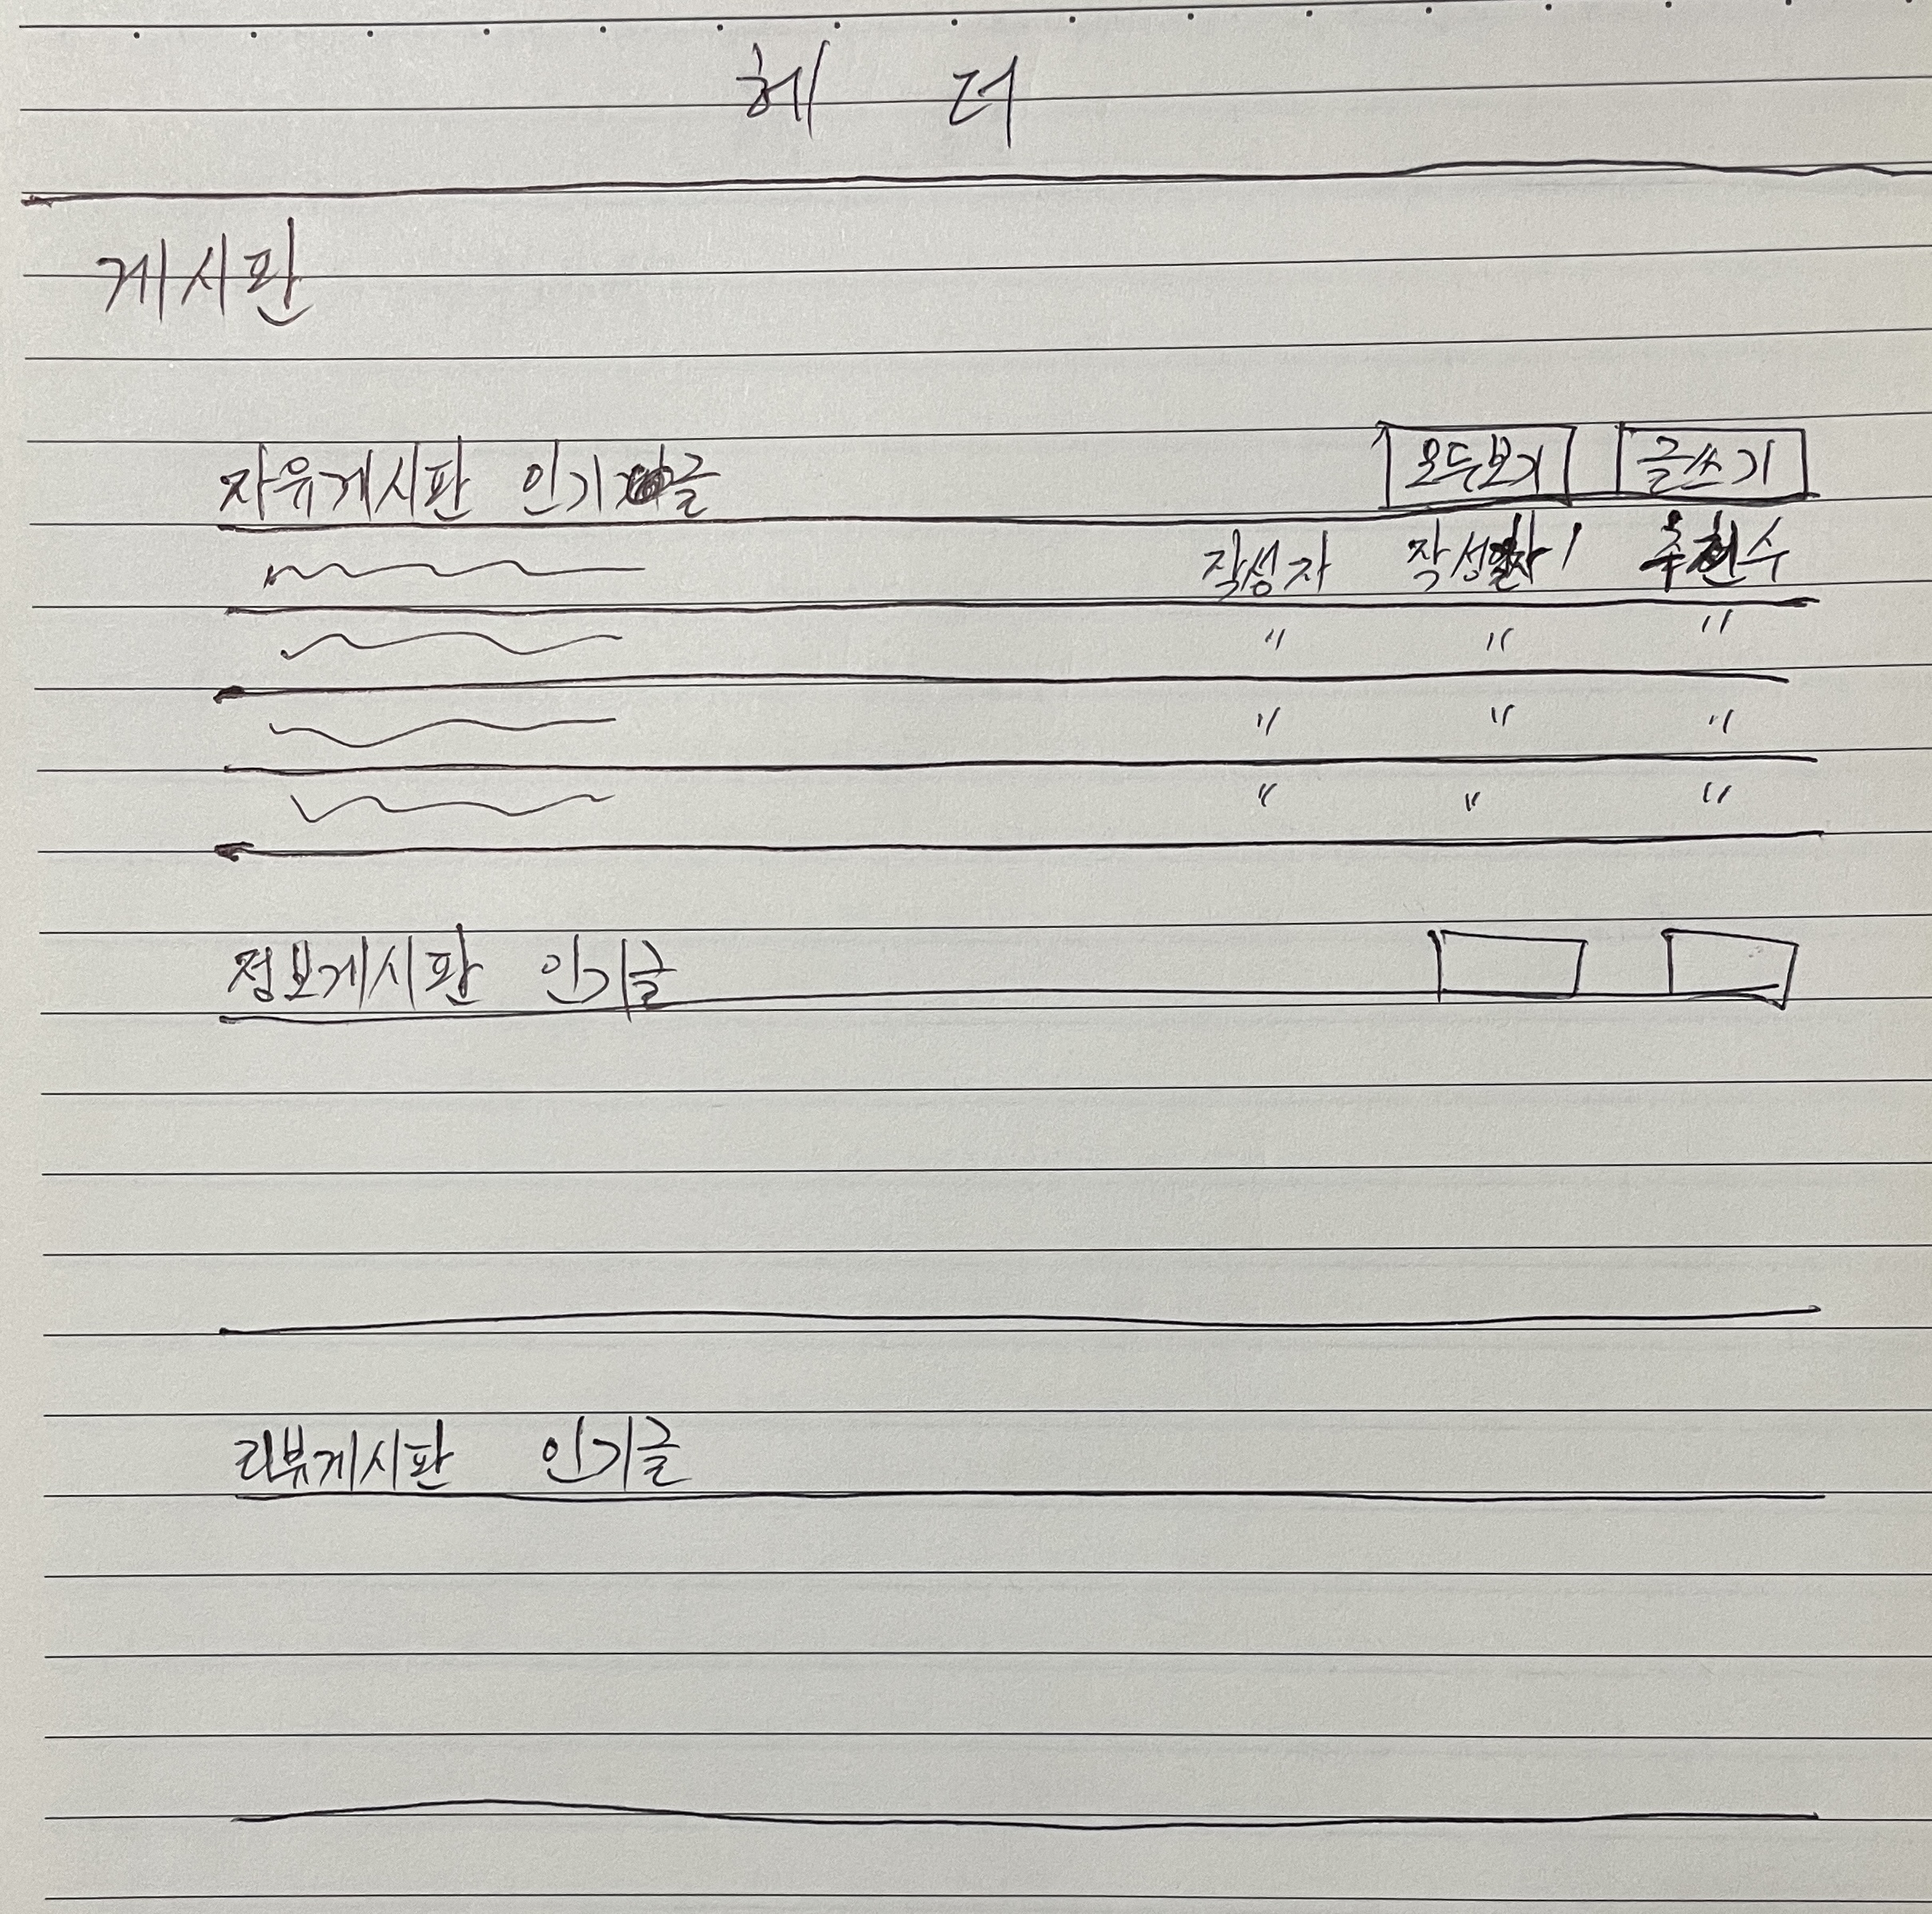 헤 더
게시판
자유게시판 인기글 모두보기 글쓰기
작성자 작성일자 추천수
〃 〃 〃
〃 〃 〃
〃 〃 〃
정보게시판 인기글
리뷰게시판 인기글